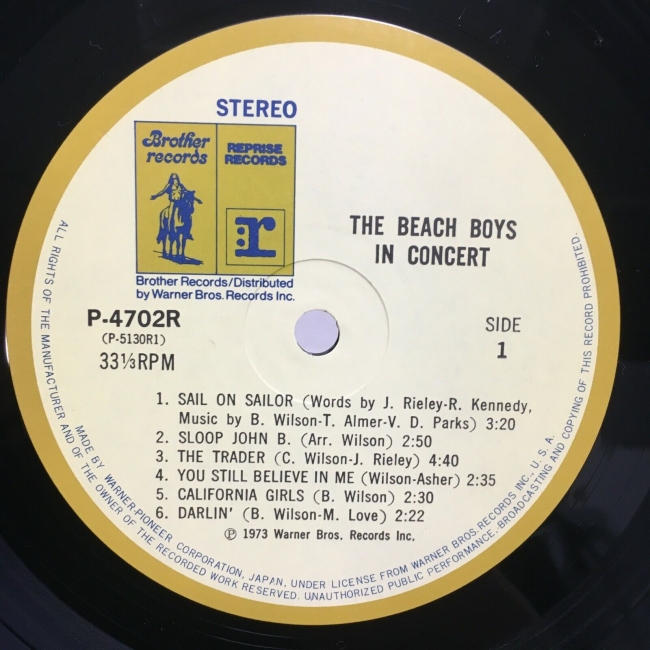 STEREO
Brother
records
REPRISE
RECORDS
:r
Brother Records/Distributed
by Warner Bros. Records Inc.
THE BEACH BOYS
IN CONCERT
P-4702R
(P-5130R1)
33⅓RPM
SIDE
1
1. SAIL ON SAILOR (Words by J. Rieley-R. Kennedy,
Music by B. Wilson-T. Almer-V. D. Parks) 3:20
2. SLOOP JOHN B. (Arr. Wilson) 2:50
3. THE TRADER (C. Wilson-J. Rieley) 4:40
4. YOU STILL BELIEVE IN ME (Wilson-Asher) 2:35
5. CALIFORNIA GIRLS (B. Wilson) 2:30
6. DARLIN' (B. Wilson-M. Love) 2:22
℗ 1973 Warner Bros. Records Inc.
MADE BY WARNER-PIONEER CORPORATION, JAPAN, UNDER LICENSE FROM WARNER BROS. RECORDS INC., U. S. A.
ALL RIGHTS OF THE MANUFACTURER AND OF THE OWNER OF THE RECORDED WORK RESERVED. UNAUTHORIZED PUBLIC PERFORMANCE. BROADCASTING AND COPYING OF THIS RECORD PROHIBITED.